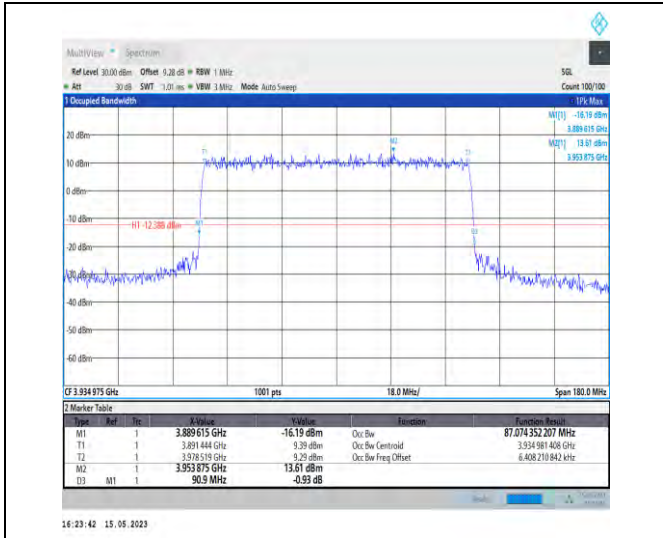 MultiView Spectrum
Ref Level 30.00 dBm Offset 9.28 dB RBW 1 MHz SGL
Att 30 dB SWT 1.01 ms VBW 3 MHz Mode Auto Sweep Count 100/100
1 Occupied Bandwidth 1Pk Max
M1[1] -16.19 dBm
3.889 615 GHz
20 dBm M2[1] 13.61 dBm
M2 3.953 875 GHz
T1
10 dBm
0 dBm
-10 dBm
H1 -12.388 dBm M1
-20 dBm
-30 dBm
-40 dBm
-50 dBm
-60 dBm
CF 3.934 975 GHz 1001 pts 18.0 MHz/ Span 180.0 MHz
2 Marker Table
Type Ref Trc X-Value Y-Value Function Function Result
M1 1 3.889 615 GHz -16.19 dBm Occ Bw 87.074 352 207 MHz
T1 1 3.891 444 GHz 9.39 dBm Occ Bw Centroid 3.934 981 408 GHz
T2 1 3.978 519 GHz 9.29 dBm Occ Bw Freq Offset 6.408 210 842 kHz
M2 1 3.953 875 GHz 13.61 dBm
D3 M1 1 90.9 MHz -0.93 dB
16:23:42 15.05.2023